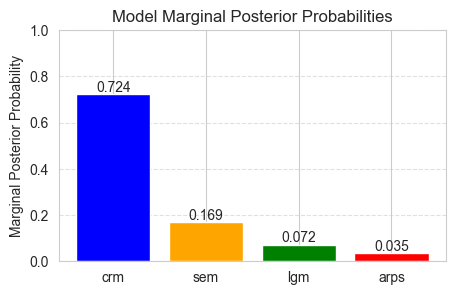 Model Marginal Posterior Probabilities
Marginal Posterior Probability
1.0
0.8
0.6
0.4
0.2
0.0
0.724
0.169
0.072
0.035
crm
sem
lgm
arps